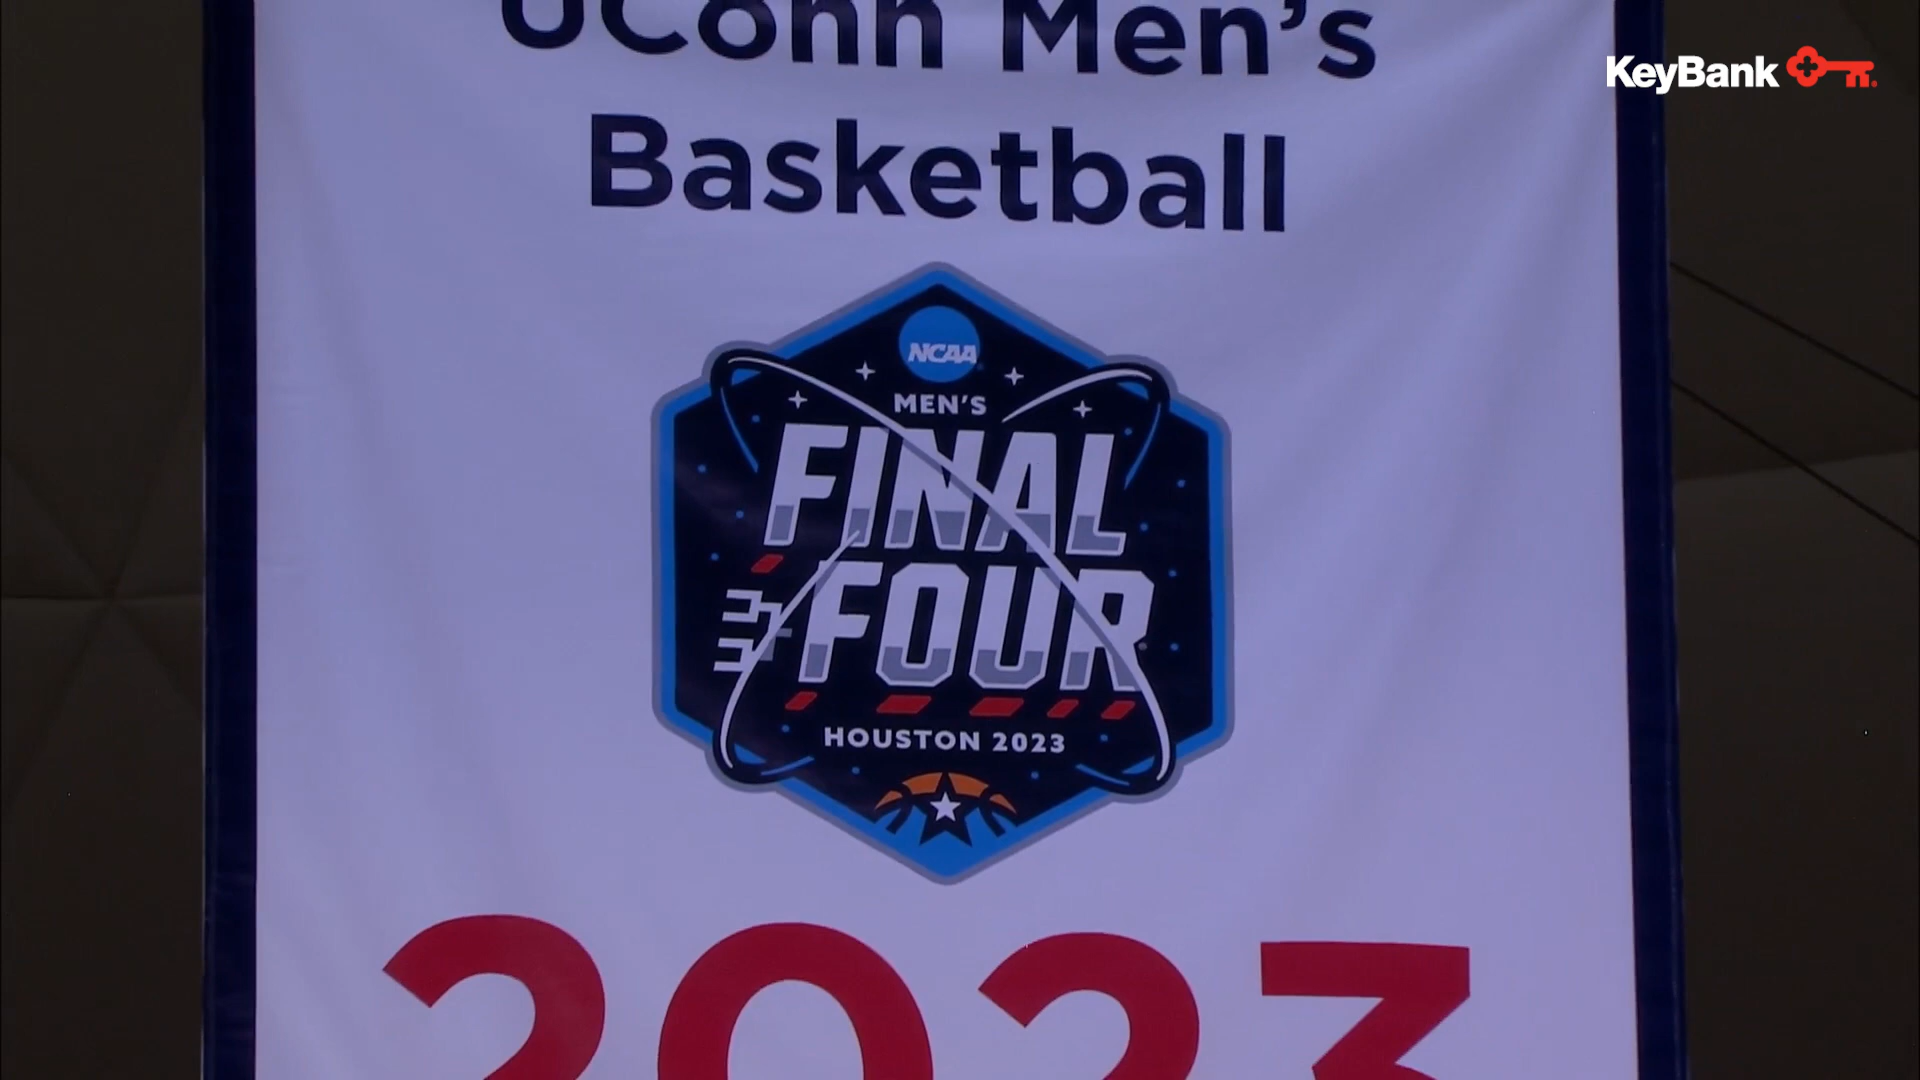 UConn Men's
KeyBank
Basketball
NCAA
MEN'S
FINAL
FOUR
HOUSTON 2023
2023